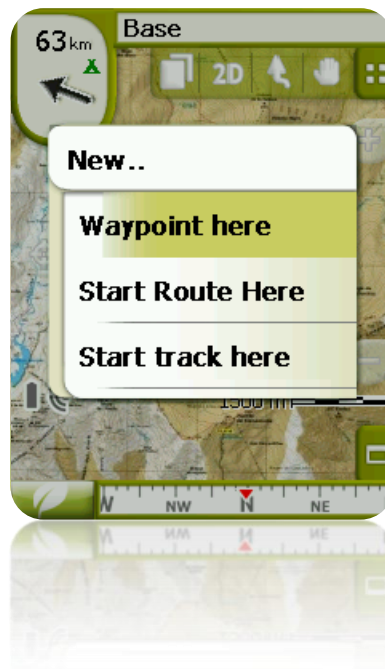 63km
Base
2D
New..
Waypoint here
Start Route Here
Start track here
W NW N NE